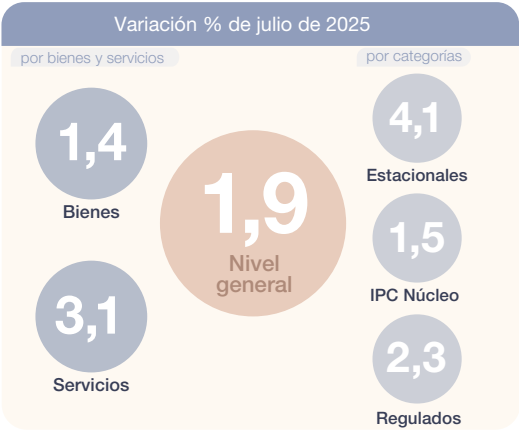 Variación % de julio de 2025
por bienes y servicios
por categorías
1,4
Bienes
3,1
Servicios
1,9
Nivel
general
4,1
Estacionales
1,5
IPC Núcleo
2,3
Regulados